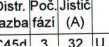 Distr. Poč. Jistič
azba fází (A)
C45d 3 32 U